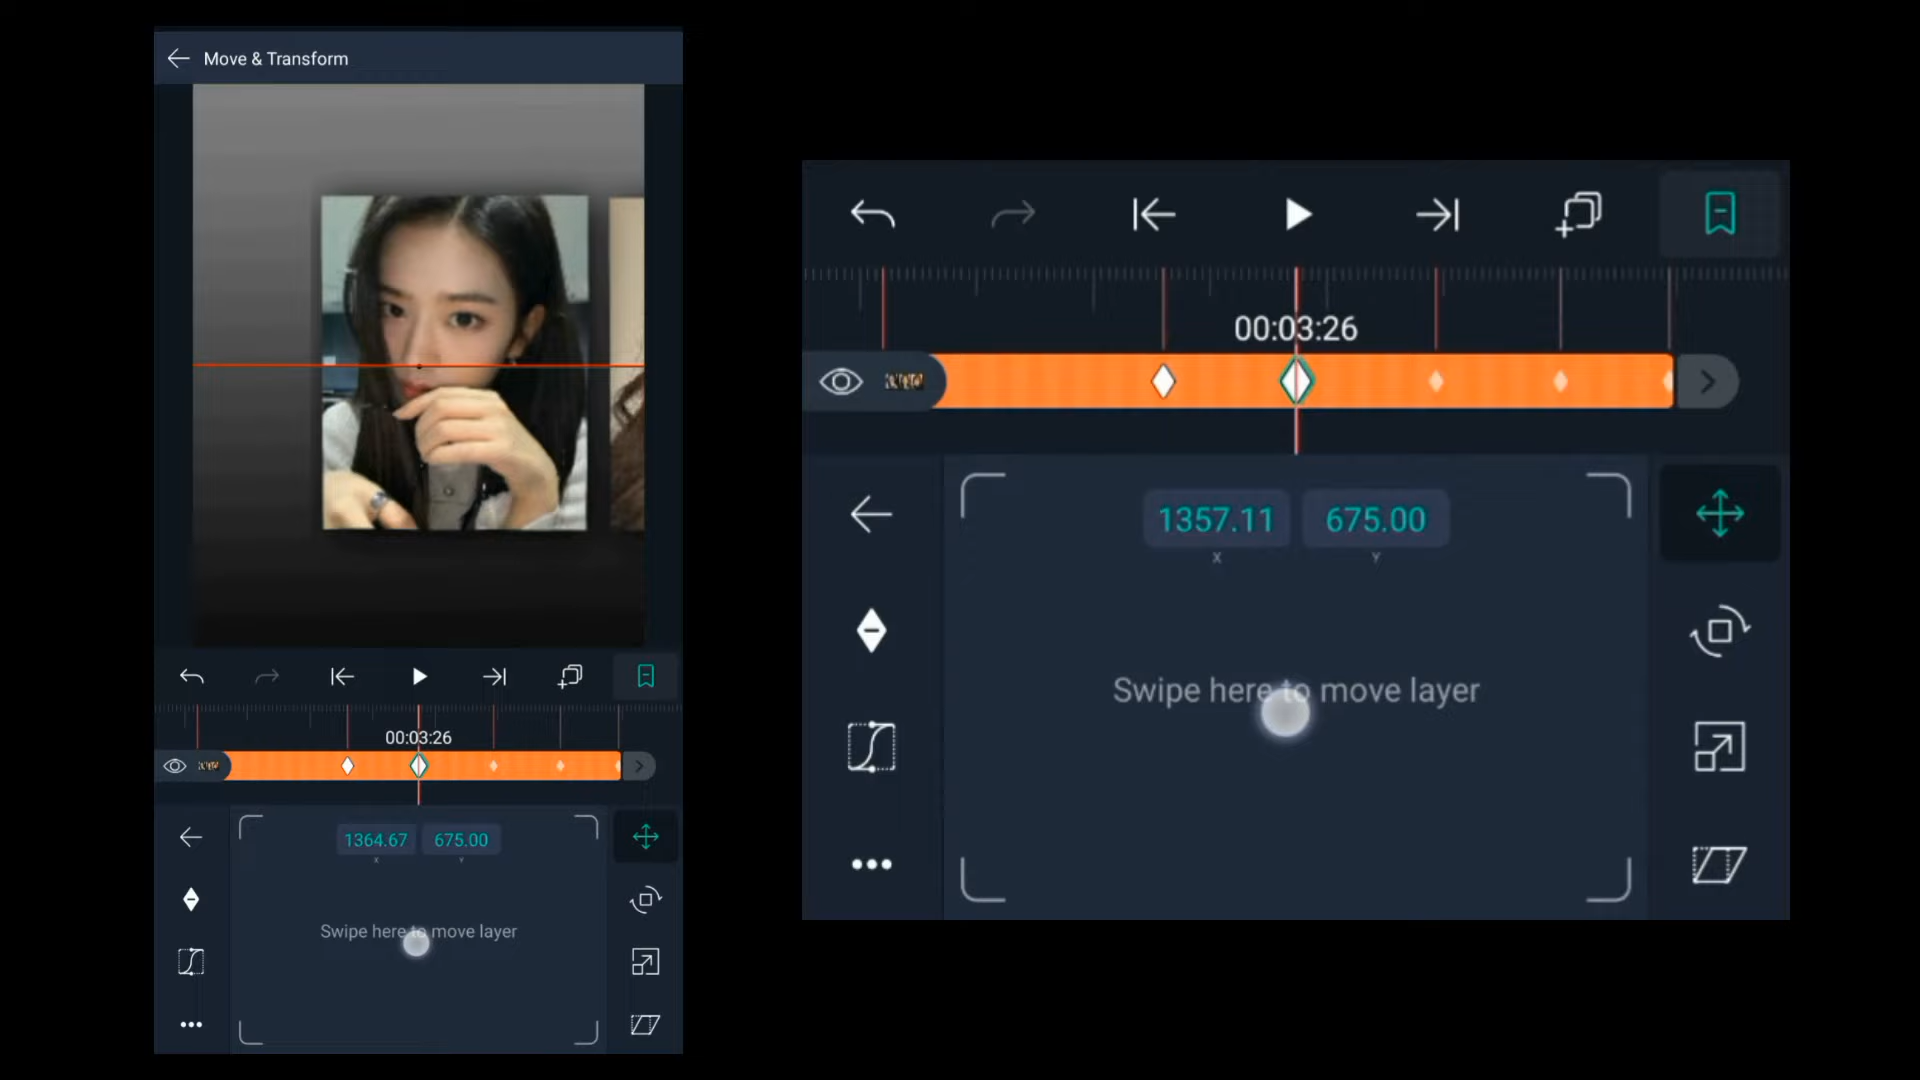 Move & Transform
00:03:26
1364.67 675.00
X Y
Swipe here to move layer
00:03:26
1357.11 675.00
X Y
Swipe here to move layer